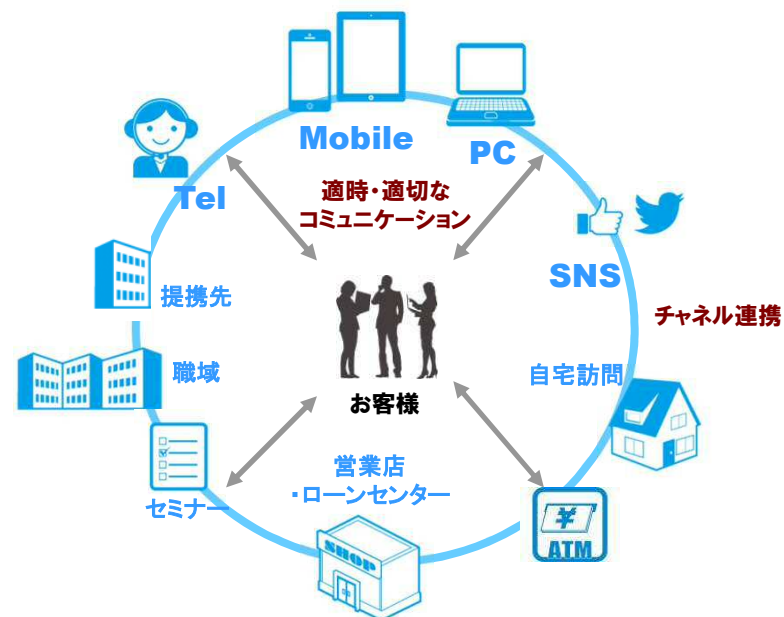 Mobile
PC
Tel
適時・適切な
コミュニケーション
SNS
提携先
チャネル連携
職域
自宅訪問
お客様
営業店
・ローンセンター
セミナー
¥
ATM
SHOP